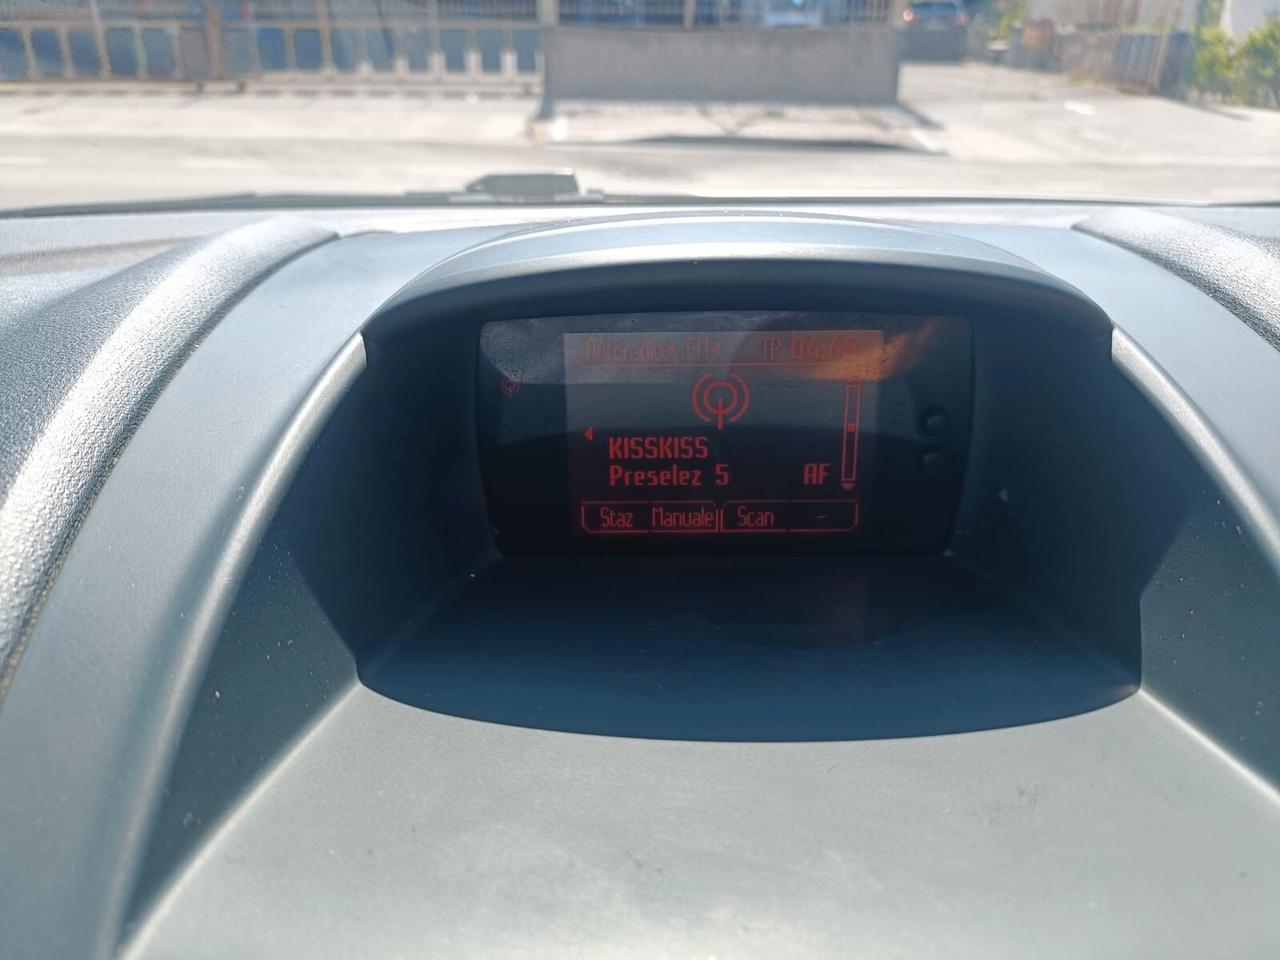 Autoradio FM TP 04:45
KISSKISS
Preselez 5 AF
Staz Manuale Scan -